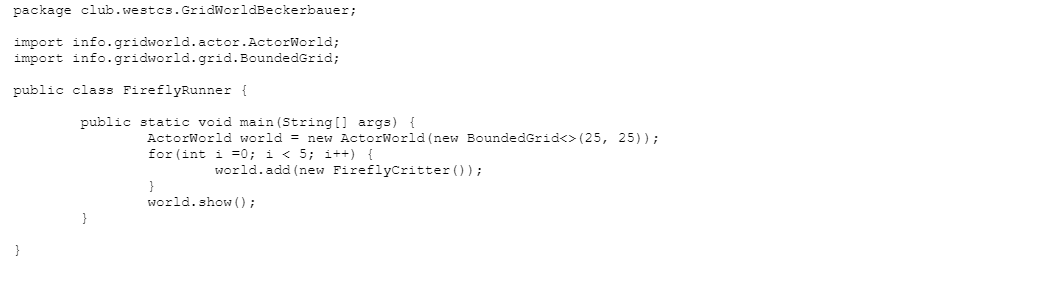 package club.westcs.GridWorldBeckerbauer;
import info.gridworld.actor.ActorWorld;
import info.gridworld.grid.BoundedGrid;
public class FireflyRunner {
public static void main(String[] args) {
ActorWorld world = new ActorWorld(new BoundedGrid<>(25, 25));
for(int i =0; i < 5; i++) {
world.add(new FireflyCritter());
}
world.show();
}
}